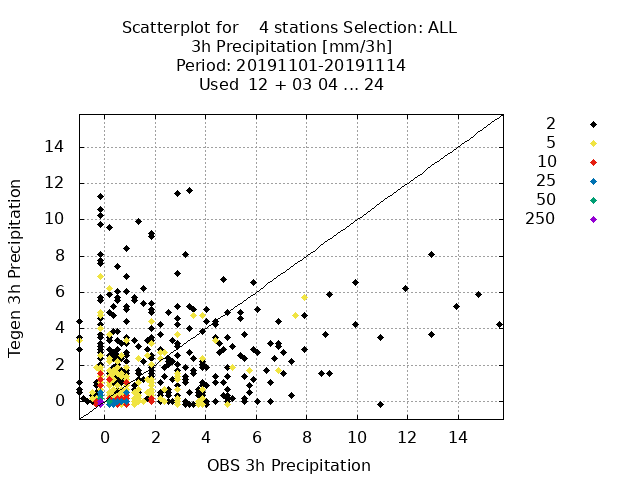 Scatterplot for    4 stations Selection: ALL
3h Precipitation [mm/3h]
Period: 20191101-20191114
Used  12 + 03 04 ... 24
2
5
10
25
50
250
14
12
10
8
6
4
2
0
Tegen 3h Precipitation
0 2 4 6 8 10 12 14
OBS 3h Precipitation